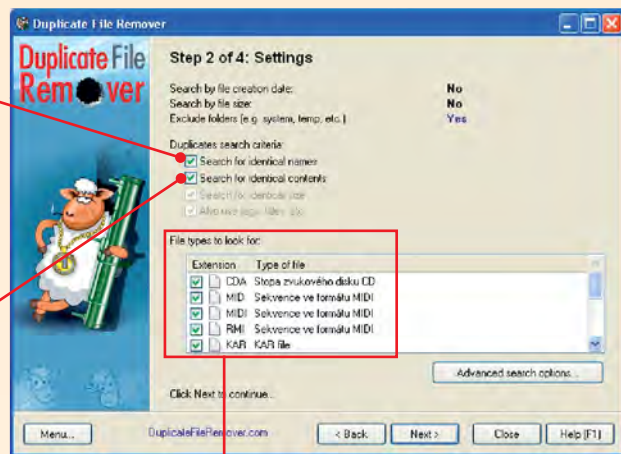 Duplicate File Remover
Duplicate File
Remover
Step 2 of 4: Settings
Search by file creation date: No
Search by file size: No
Exclude folders (e.g. system, temp, etc.) Yes
Duplicates search criteria:
Search for identical names
Search for identical contents
Search for identical size
File types to look for:
Extension Type of file
CDA Stopa zvukového disku CD
MID Sekvence ve formátu MIDI
MIDI Sekvence ve formátu MIDI
RMI Sekvence ve formátu MIDI
KAR KAR file
Advanced search options...
Click Next to continue...
Menu... DuplicateFileRemover.com < Back Next > Close Help (F1)